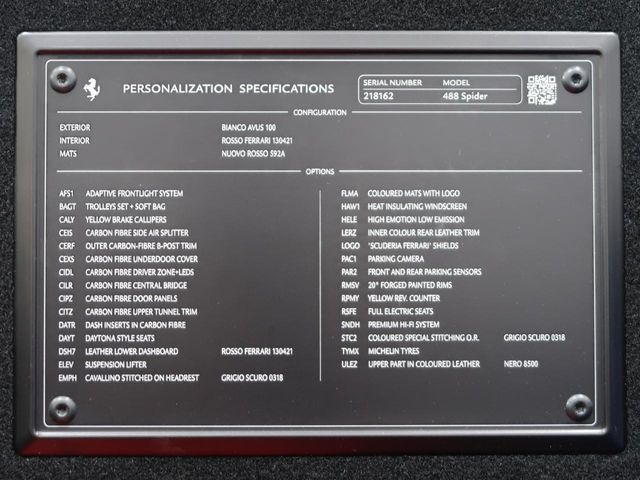 PERSONALIZATION SPECIFICATIONS
SERIAL NUMBER MODEL
218162 488 Spider
CONFIGURATION
EXTERIOR BIANCO AVUS 100
INTERIOR ROSSO FERRARI 130421
MATS NUOVO ROSSO 592A
OPTIONS
AFS1 ADAPTIVE FRONTLIGHT SYSTEM
BAGT TROLLEYS SET + SOFT BAG
CALY YELLOW BRAKE CALLIPERS
CEIS CARBON FIBRE SIDE AIR SPLITTER
CERF OUTER CARBON-FIBRE B-POST TRIM
CEXS CARBON FIBRE UNDERDOOR COVER
CIDL CARBON FIBRE DRIVER ZONE+LEDS
CILR CARBON FIBRE CENTRAL BRIDGE
CIPZ CARBON FIBRE DOOR PANELS
CITZ CARBON FIBRE UPPER TUNNEL TRIM
DATR DASH INSERTS IN CARBON FIBRE
DAYT DAYTONA STYLE SEATS
DSH7 LEATHER LOWER DASHBOARD ROSSO FERRARI 130421
ELEV SUSPENSION LIFTER
EMPH CAVALLINO STITCHED ON HEADREST GRIGIO SCURO 0318
FLMA COLOURED MATS WITH LOGO
HAW1 HEAT INSULATING WINDSCREEN
HELE HIGH EMOTION LOW EMISSION
LERZ INNER COLOUR REAR LEATHER TRIM
LOGO 'SCUDERIA FERRARI' SHIELDS
PAC1 PARKING CAMERA
PAR2 FRONT AND REAR PARKING SENSORS
RMSV 20" FORGED PAINTED RIMS
RPMY YELLOW REV. COUNTER
RSFE FULL ELECTRIC SEATS
SNDH PREMIUM HI-FI SYSTEM
STC2 COLOURED SPECIAL STITCHING O.R. GRIGIO SCURO 0318
TYMX MICHELIN TYRES
ULEZ UPPER PART IN COLOURED LEATHER NERO 8500